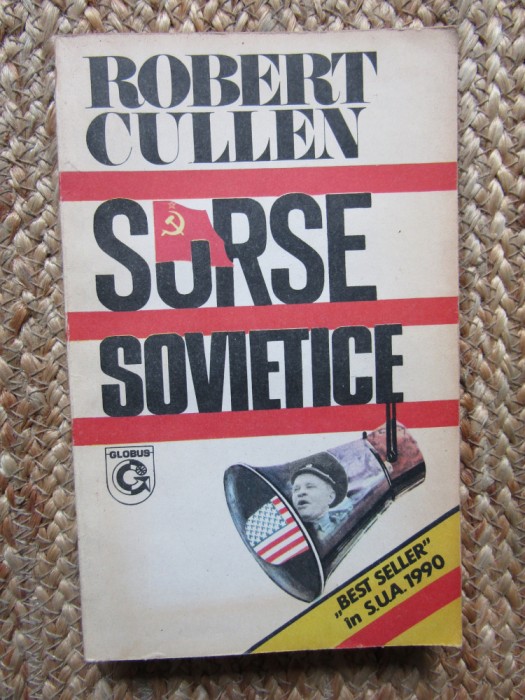 ROBERT
CULLEN
SURSE
SOVIETICE
GLOBUS
„BEST SELLER”
în S.U.A. 1990